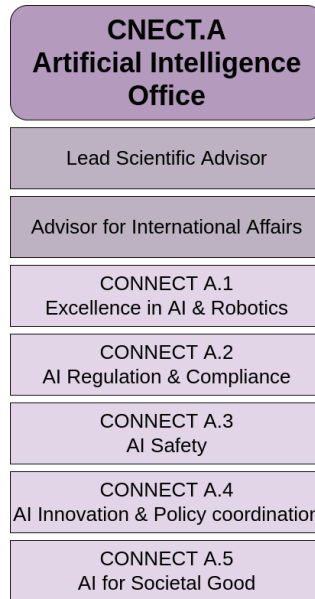 CNECT.A
Artificial Intelligence
Office
Lead Scientific Advisor
Advisor for International Affairs
CONNECT A.1
Excellence in AI & Robotics
CONNECT A.2
AI Regulation & Compliance
CONNECT A.3
AI Safety
CONNECT A.4
AI Innovation & Policy coordination
CONNECT A.5
AI for Societal Good